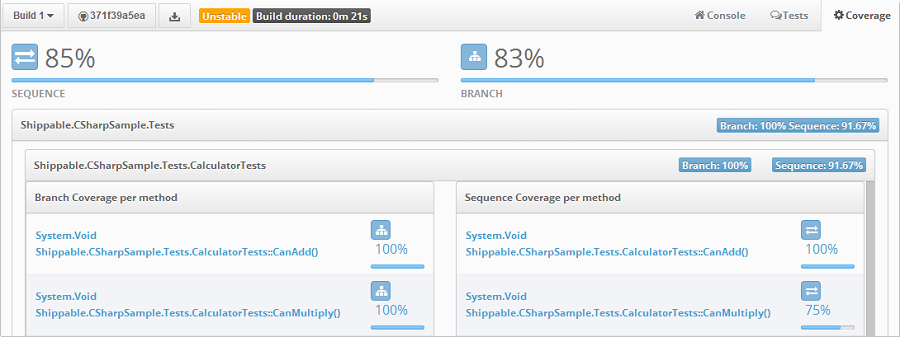 Build 1 371f39a5ea Unstable Build duration: 0m 21s Console Tests Coverage
85% 83%
SEQUENCE BRANCH
Shippable.CSharpSample.Tests Branch: 100% Sequence: 91.67%
Shippable.CSharpSample.Tests.CalculatorTests Branch: 100% Sequence: 91.67%
Branch Coverage per method Sequence Coverage per method
System.Void System.Void
Shippable.CSharpSample.Tests.CalculatorTests::CanAdd() 100% Shippable.CSharpSample.Tests.CalculatorTests::CanAdd() 100%
System.Void System.Void
Shippable.CSharpSample.Tests.CalculatorTests::CanMultiply() 100% Shippable.CSharpSample.Tests.CalculatorTests::CanMultiply() 75%